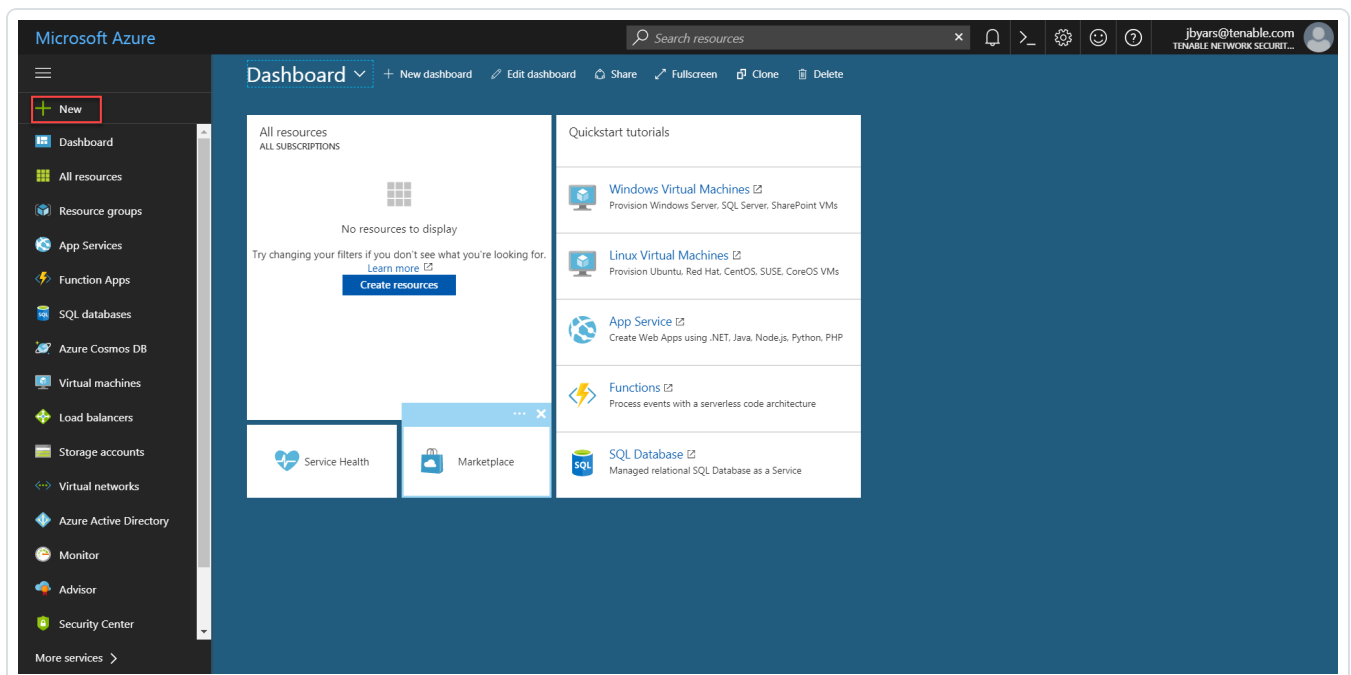 Microsoft Azure
Search resources
jbyars@tenable.com
TENABLE NETWORK SECURIT...
New
Dashboard
All resources
Resource groups
App Services
Function Apps
SQL databases
Azure Cosmos DB
Virtual machines
Load balancers
Storage accounts
Virtual networks
Azure Active Directory
Monitor
Advisor
Security Center
More services
Dashboard
New dashboard
Edit dashboard
Share
Fullscreen
Clone
Delete
All resources
ALL SUBSCRIPTIONS
No resources to display
Try changing your filters if you don't see what you're looking for.
Learn more
Create resources
Service Health
Marketplace
Quickstart tutorials
Windows Virtual Machines
Provision Windows Server, SQL Server, SharePoint VMs
Linux Virtual Machines
Provision Ubuntu, Red Hat, CentOS, SUSE, CoreOS VMs
App Service
Create Web Apps using .NET, Java, Node.js, Python, PHP
Functions
Process events with a serverless code architecture
SQL
SQL Database
Managed relational SQL Database as a Service